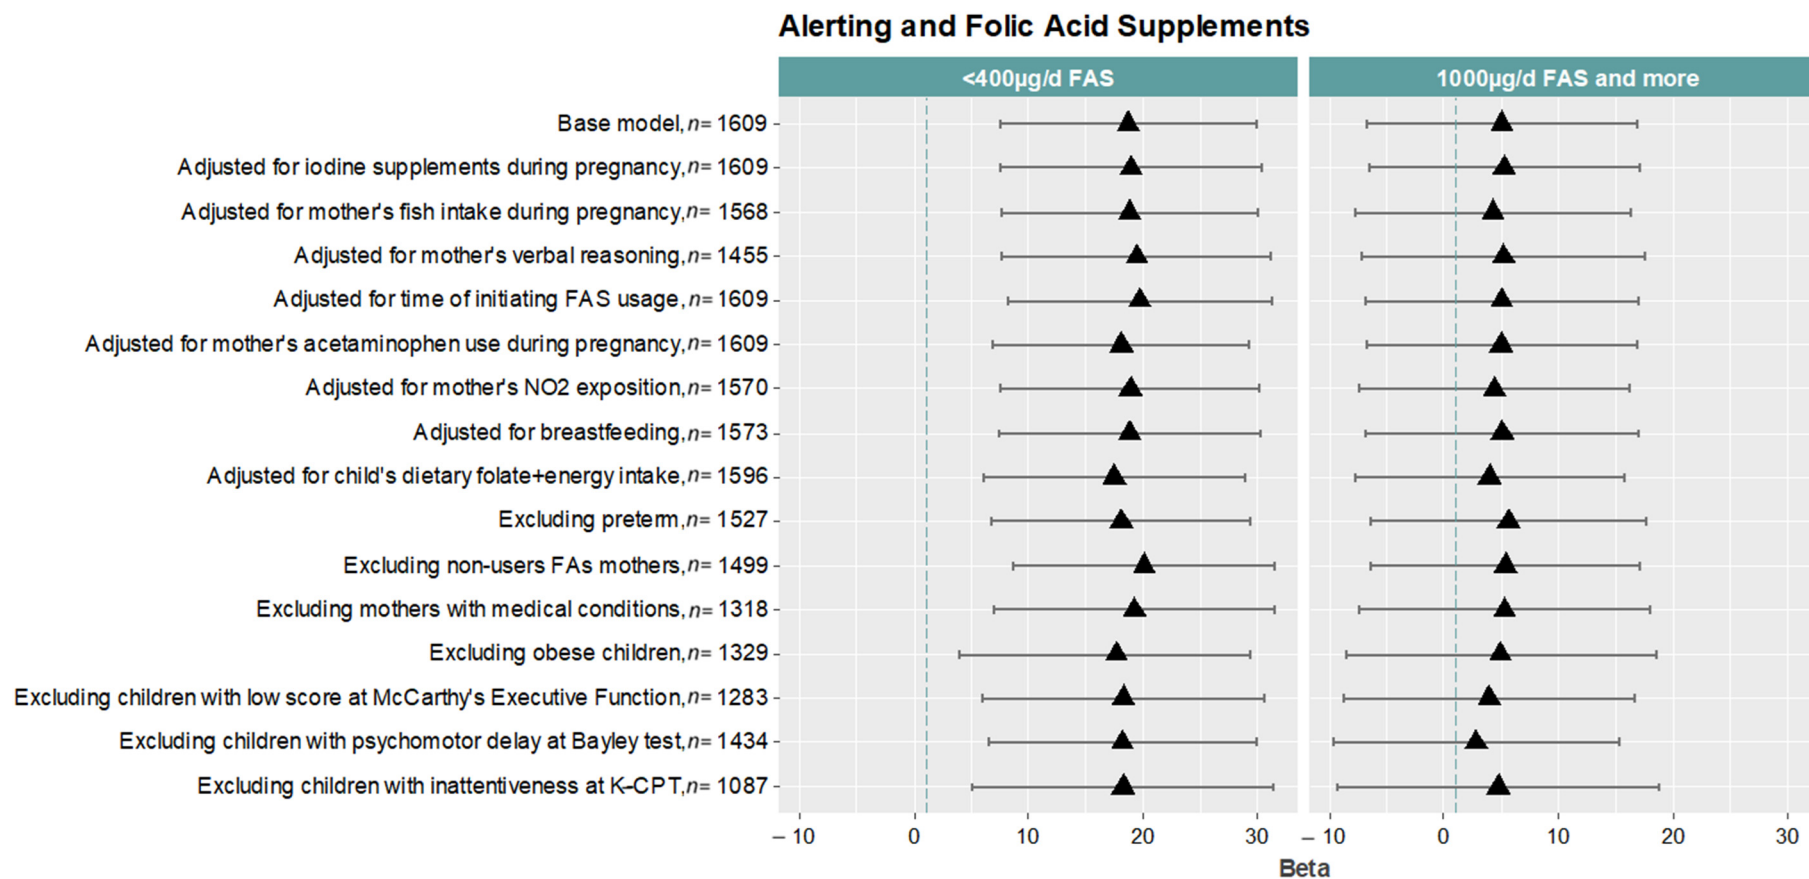 Alerting and Folic Acid Supplements
<400µg/d FAS
1000µg/d FAS and more
Base model,n= 1609
Adjusted for iodine supplements during pregnancy,n= 1609
Adjusted for mother's fish intake during pregnancy,n= 1568
Adjusted for mother's verbal reasoning,n= 1455
Adjusted for time of initiating FAS usage,n= 1609
Adjusted for mother's acetaminophen use during pregnancy,n= 1609
Adjusted for mother's NO2 exposition,n= 1570
Adjusted for breastfeeding,n= 1573
Adjusted for child's dietary folate+energy intake,n= 1596
Excluding preterm,n= 1527
Excluding non-users FAs mothers,n= 1499
Excluding mothers with medical conditions,n= 1318
Excluding obese children,n= 1329
Excluding children with low score at McCarthy's Executive Function,n= 1283
Excluding children with psychomotor delay at Bayley test,n= 1434
Excluding children with inattentiveness at K-CPT,n= 1087
– 10 0 10 20 30 – 10 0 10 20 30
Beta